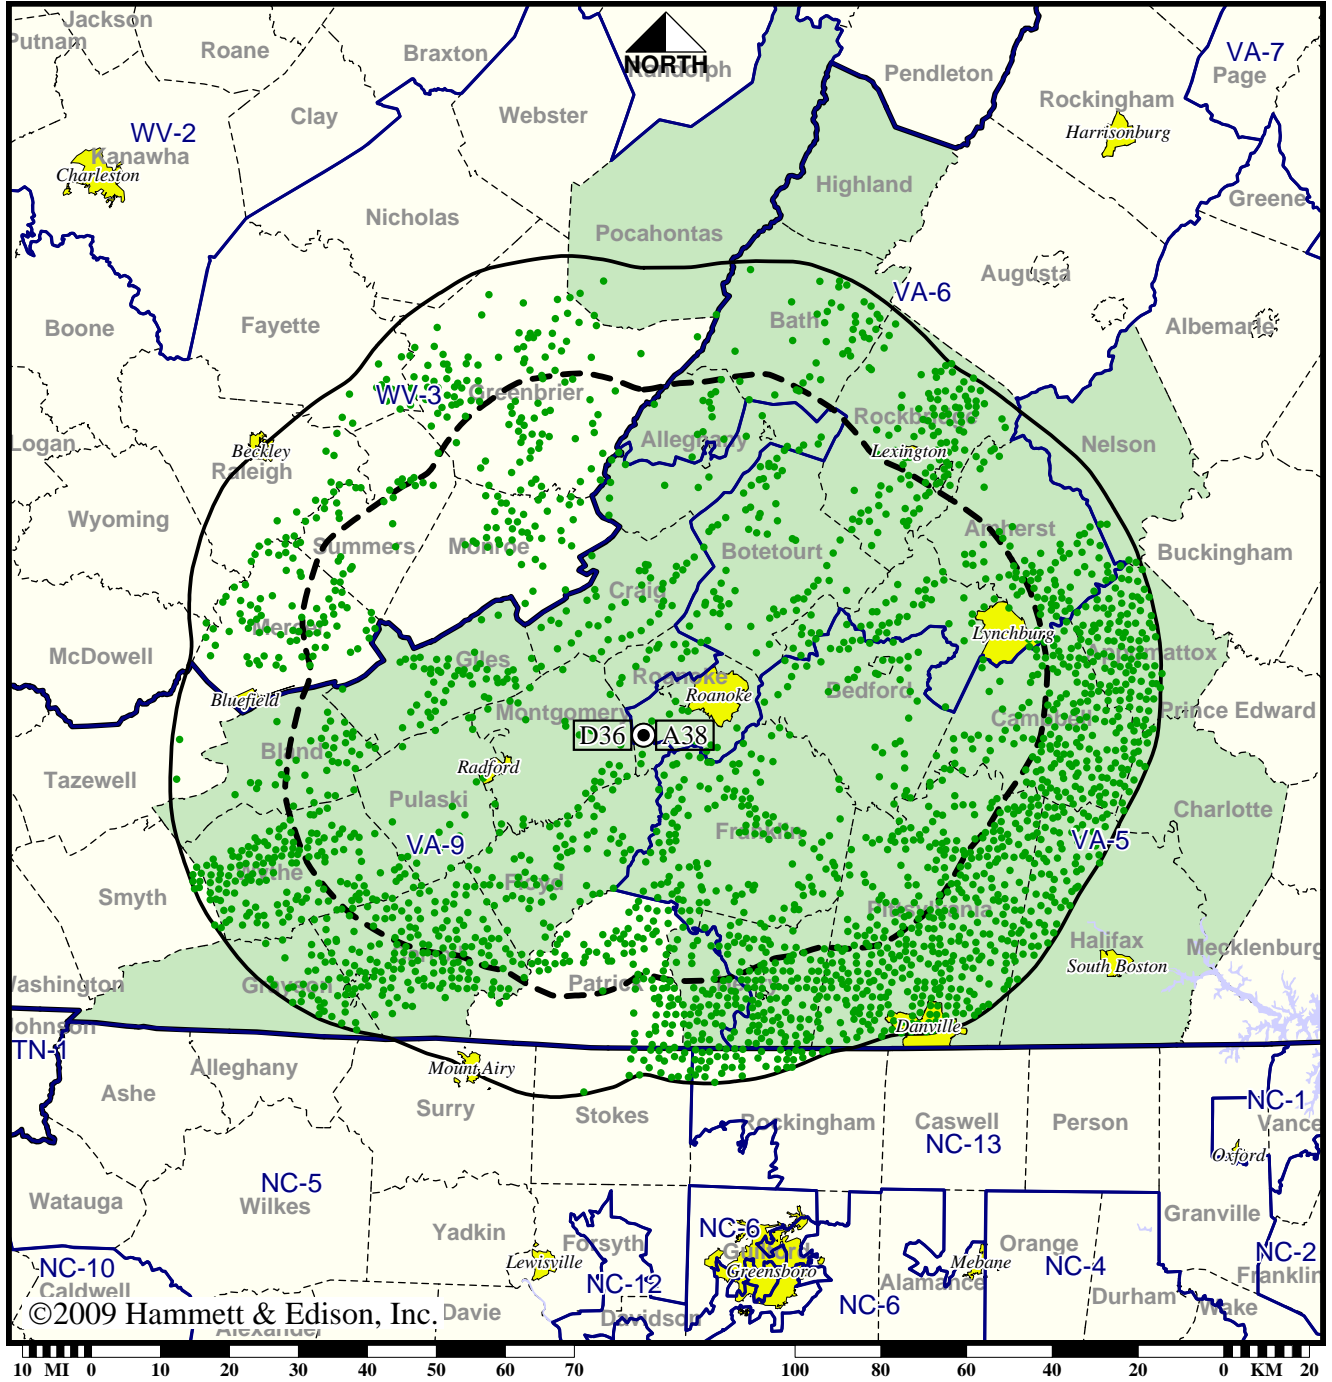 Jackson
Putnam
Roane
Braxton
NORTH
Randolph
Pendleton
VA-7
Page
Clay
Webster
Rockingham
Harrisonburg
WV-2
Kanawha
Charleston
Highland
Greene
Nicholas
Pocahontas
Augusta
VA-6
Boone
Fayette
Bath
Albemarle
WV-3
Greenbrier
Rockbridge
Logan
Beckley
Raleigh
Alleghany
Lexington
Nelson
Wyoming
Summers
Monroe
Botetourt
Amherst
Buckingham
Craig
Mercer
Lynchburg
McDowell
Giles
Roanoke
Appomattox
Bluefield
Roanoke
Bedford
Montgomery
Campbell
Prince Edward
D36
A38
Bland
Tazewell
Radford
Pulaski
Charlotte
Franklin
VA-9
VA-5
Wythe
Floyd
Smyth
Pittsylvania
Halifax
Mecklenburg
Carroll
South Boston
Washington
Grayson
Patrick
Henry
Johnson
Danville
TN-1
Mount Airy
Alleghany
Ashe
Surry
Stokes
Rockingham
Caswell
Person
NC-1
Vance
NC-13
Oxford
NC-5
Wilkes
Watauga
Granville
Yadkin
NC-6
Forsyth
Guilford
Orange
NC-2
Lewisville
Greensboro
Mebane
NC-10
Caldwell
NC-12
Alamance
NC-4
Franklin
Durham
NC-6
Wake
©2009 Hammett & Edison, Inc.
Davie
Davidson
Alexander
10 MI 0 10 20 30 40 50 60 70
100 80 60 40 20 0 KM 20